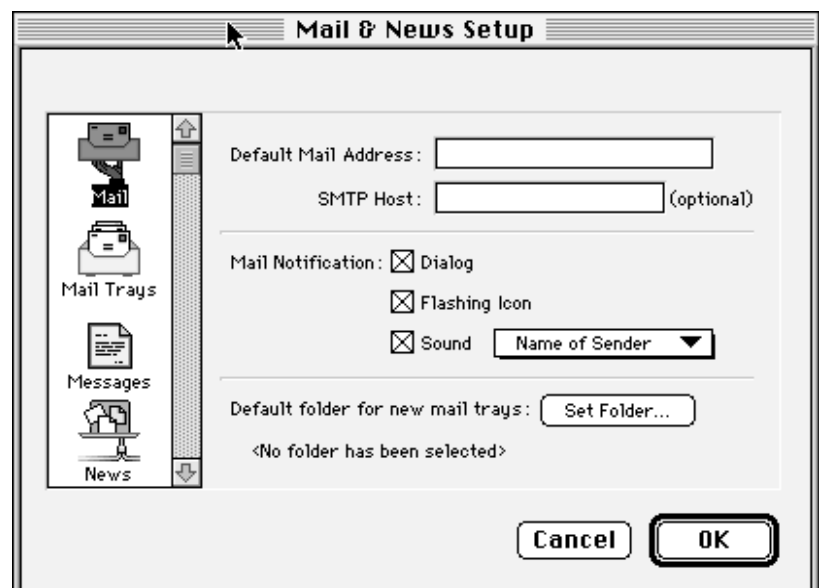 Mail & News Setup
Mail
Mail Trays
Messages
News
Default Mail Address:
SMTP Host: (optional)
Mail Notification: Dialog
Flashing Icon
Sound Name of Sender
Default folder for new mail trays: Set Folder...
<No folder has been selected>
Cancel OK